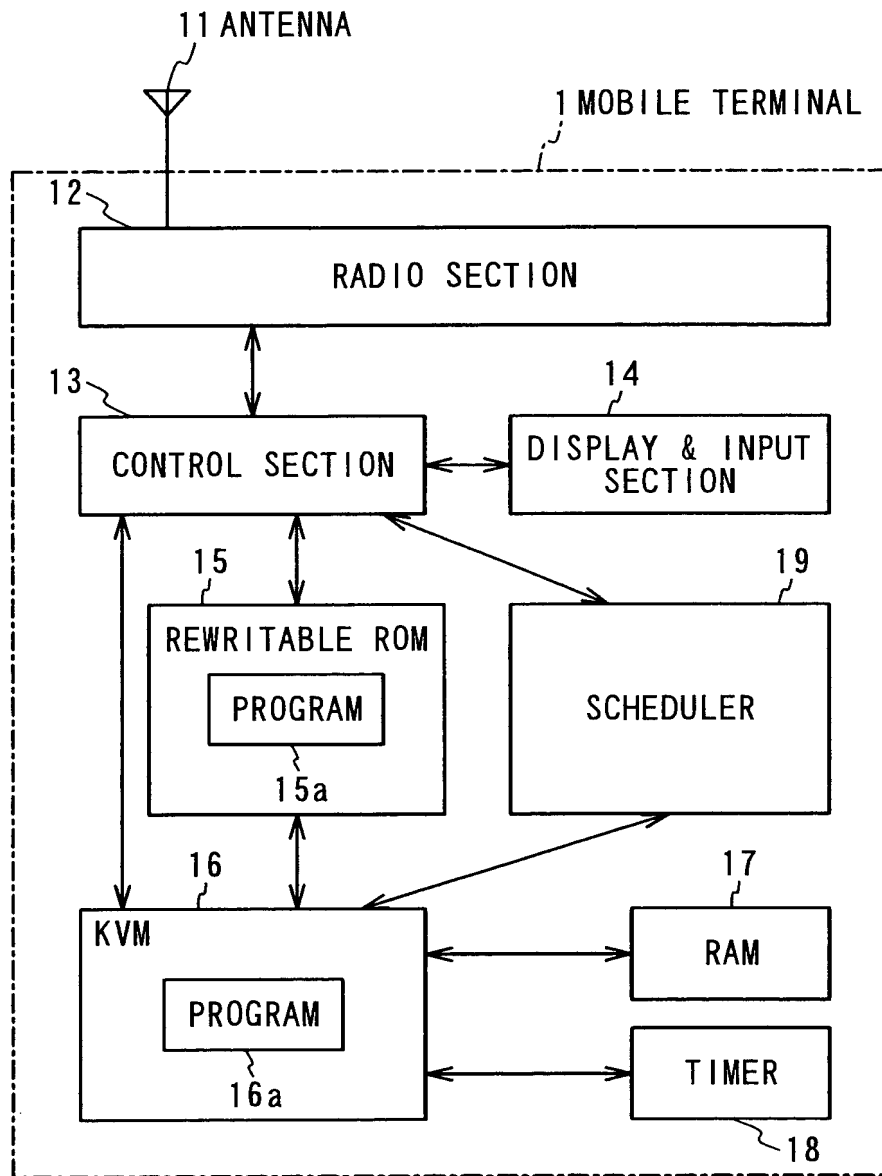 11 ANTENNA
1 MOBILE TERMINAL
12
RADIO SECTION
13
CONTROL SECTION
14
DISPLAY & INPUT
SECTION
15
REWRITABLE ROM
PROGRAM
15a
19
SCHEDULER
16
KVM
PROGRAM
16a
17
RAM
TIMER
18